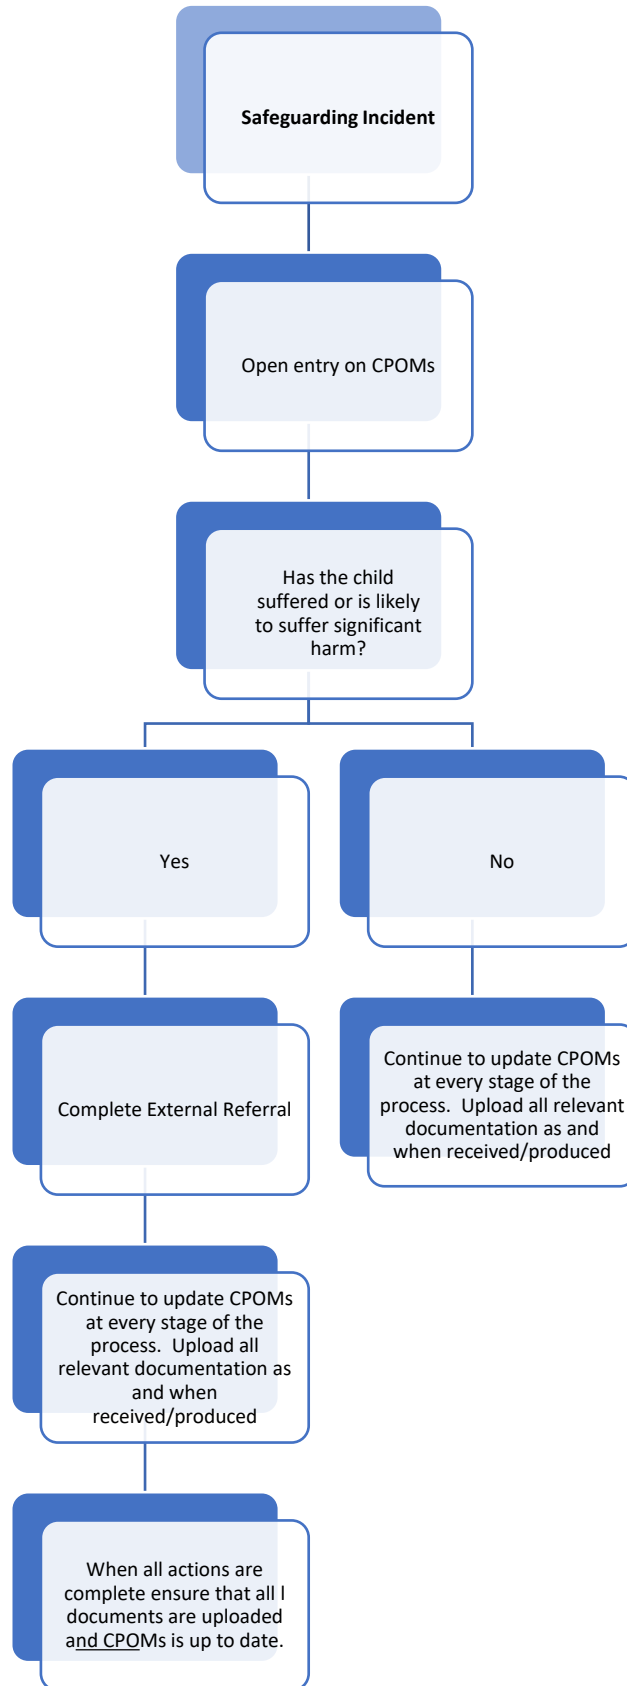 Safeguarding Incident
Open entry on CPOMs
Has the child
suffered or is likely
to suffer significant
harm?
Yes
No
Complete External Referral
Continue to update CPOMs
at every stage of the
process.  Upload all relevant
documentation as and
when received/produced
Continue to update CPOMs
at every stage of the
process.  Upload all
relevant documentation as
and when
received/produced
When all actions are
complete ensure that all l
documents are uploaded
and CPOMs is up to date.